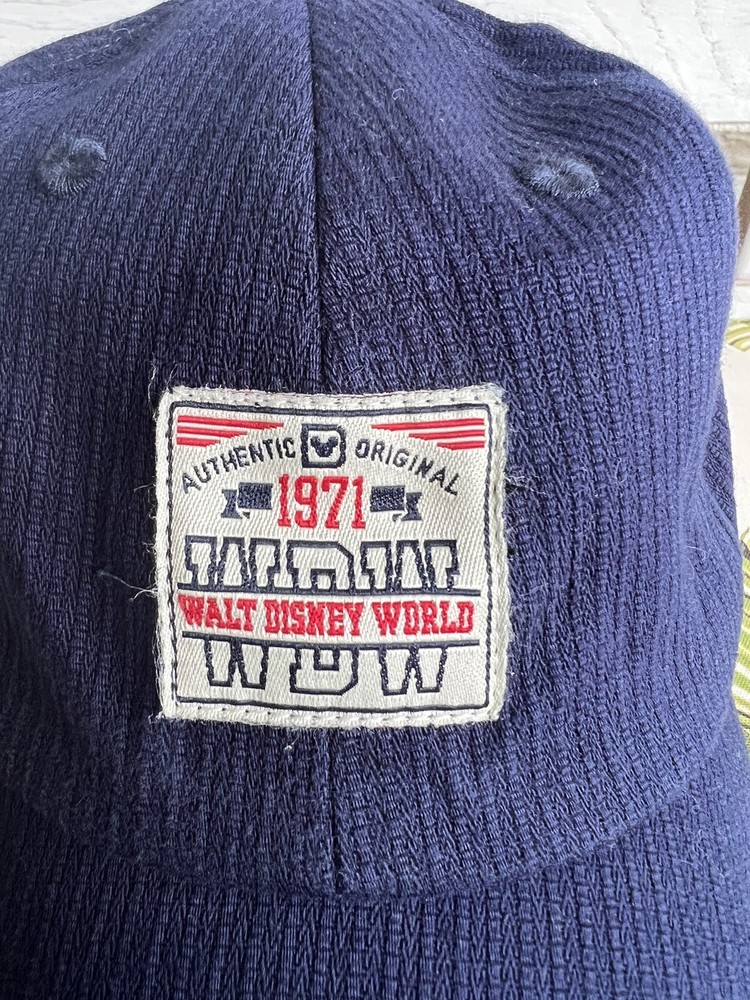 AUTHENTIC ORIGINAL
1971
WDW
WALT DISNEY WORLD